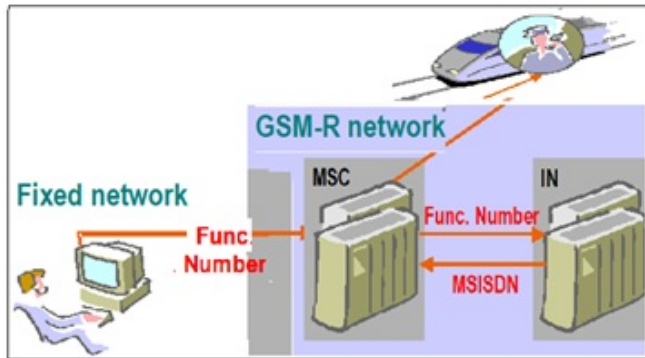 GSM-R network
MSC
IN
Fixed network
Func.
Number
Func. Number
MSISDN